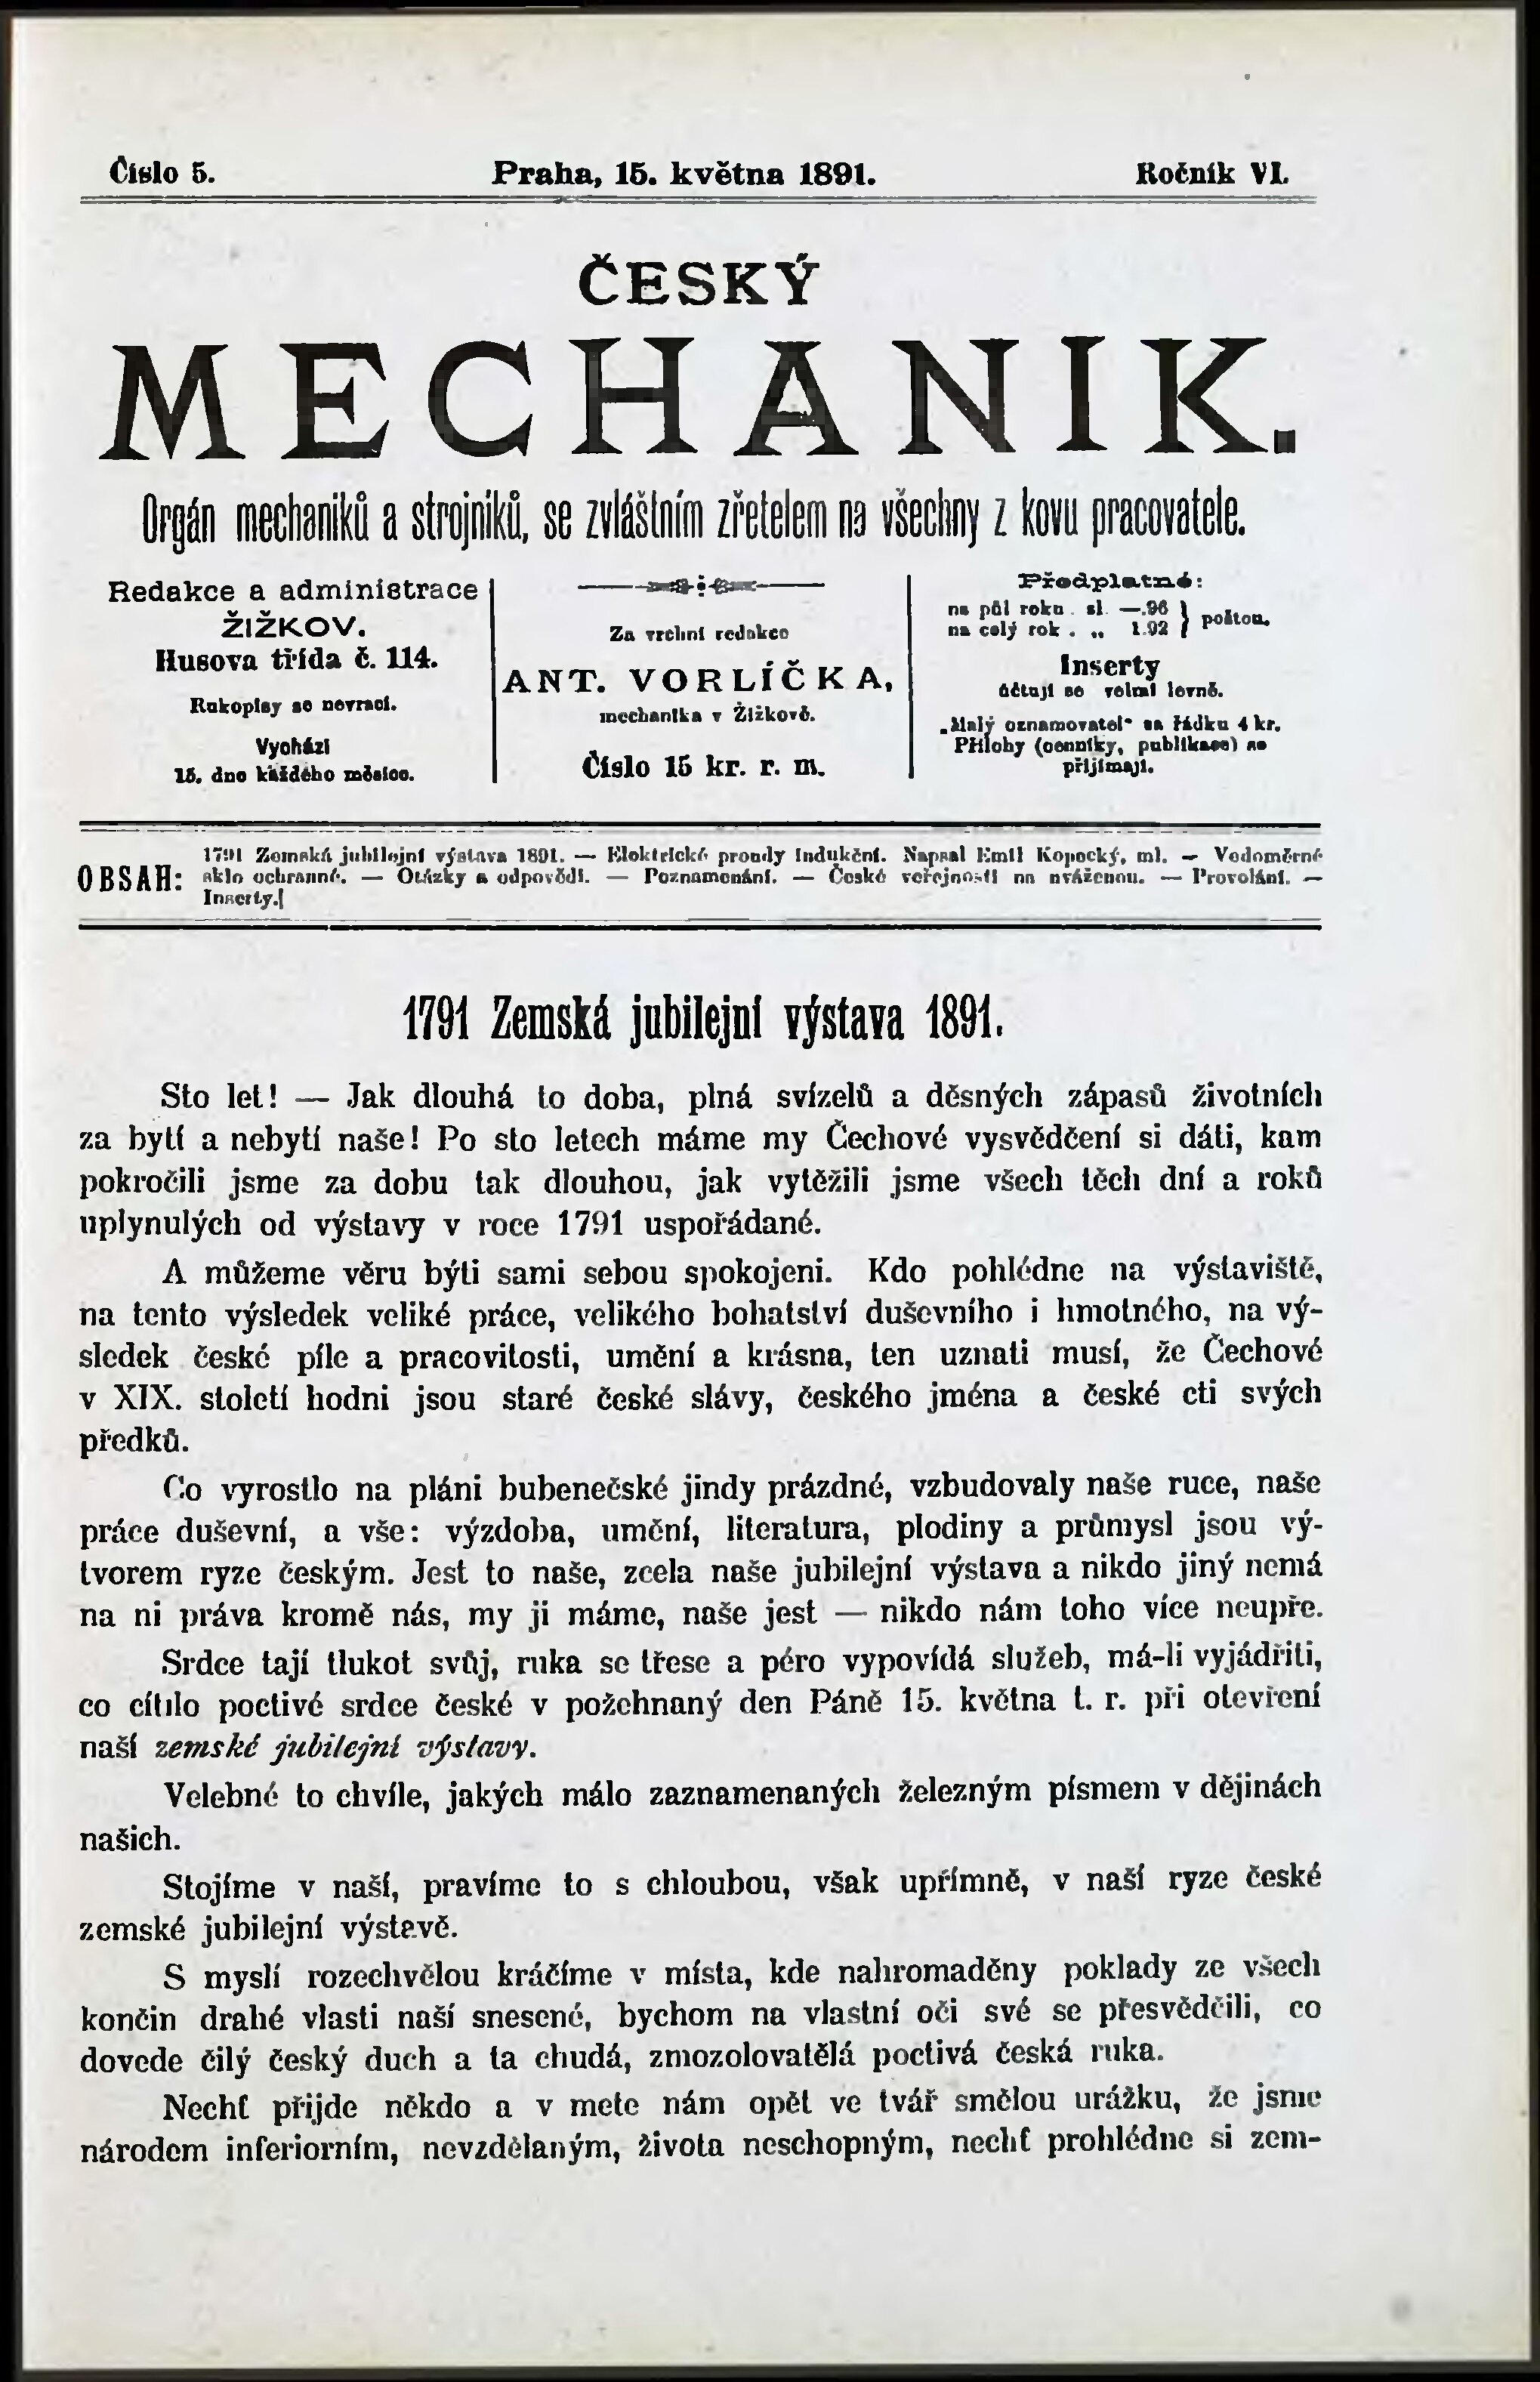 Číslo 5. Praha, 15. května 1891. Ročník VI.
ČESKÝ
MECHANIK.
Orgán mechaniků a strojníků, se zvláštním zřetelem na všechny z kovu pracovatele.
Redakce a administrace
ŽIŽKOV.
Husova třída č. 114.
Rukopisy se nevrací.
Vychází
15. dne každého měsíce.
Za vrchní redakce
ANT. VORLÍČKA,
mechanika v Žižkově.
Číslo 15 kr. r. m.
Předplatné:
na půl roku . sl. —.96 } poštou.
na celý rok . „ 1.92
Inserty
účtují se velmi levně.
„Malý oznamovatel“ za řádku 4 kr.
Přílohy (cenníky, publikace) se
přijímají.
OBSAH: 1791 Zemská jubilejní výstava 1891. — Elektrické proudy indukční. Napsal Emil Kopecký, ml. — Vodoměrné
sklo ochranné. — Otázky a odpovědi. — Poznamenání. — České veřejnosti na uváženou. — Provolání. —
Inserty.
1791 Zemská jubilejní výstava 1891.
Sto let! — Jak dlouhá to doba, plná svízelů a děsných zápasů životních
za bytí a nebytí naše! Po sto letech máme my Čechové vysvědčení si dáti, kam
pokročili jsme za dobu tak dlouhou, jak vytěžili jsme všech těch dní a roků
uplynulých od výstavy v roce 1791 uspořádané.
A můžeme věru býti sami sebou spokojeni. Kdo pohlédne na výstaviště,
na tento výsledek veliké práce, velikého bohatství duševního i hmotného, na vý-
sledek české píle a pracovitosti, umění a krásna, ten uznati musí, že Čechové
v XIX. století hodni jsou staré české slávy, českého jména a české cti svých
předků.
Co vyrostlo na pláni bubenečské jindy prázdné, vzbudovaly naše ruce, naše
práce duševní, a vše: výzdoba, umění, literatura, plodiny a průmysl jsou vý-
tvorem ryze českým. Jest to naše, zcela naše jubilejní výstava a nikdo jiný nemá
na ni práva kromě nás, my ji máme, naše jest — nikdo nám toho více neupře.
Srdce tají tlukot svůj, ruka se třese a péro vypovídá služeb, má-li vyjádřiti,
co cítilo poctivé srdce české v požehnaný den Páně 15. května t. r. při otevření
naší zemské jubilejní výstavy.
Velebné to chvíle, jakých málo zaznamenaných železným písmem v dějinách
našich.
Stojíme v naší, pravíme to s chloubou, však upřímně, v naší ryze české
zemské jubilejní výstavě.
S myslí rozechvělou kráčíme v místa, kde nahromaděny poklady ze všech
končin drahé vlasti naší snesené, bychom na vlastní oči své se přesvědčili, co
dovede čilý český duch a ta chudá, zmozolovatělá poctivá česká ruka.
Nechť přijde někdo a v mete nám opět ve tvář smělou urážku, že jsme
národem inferiorním, nevzdělaným, života neschopným, nechť prohlédne si zem-